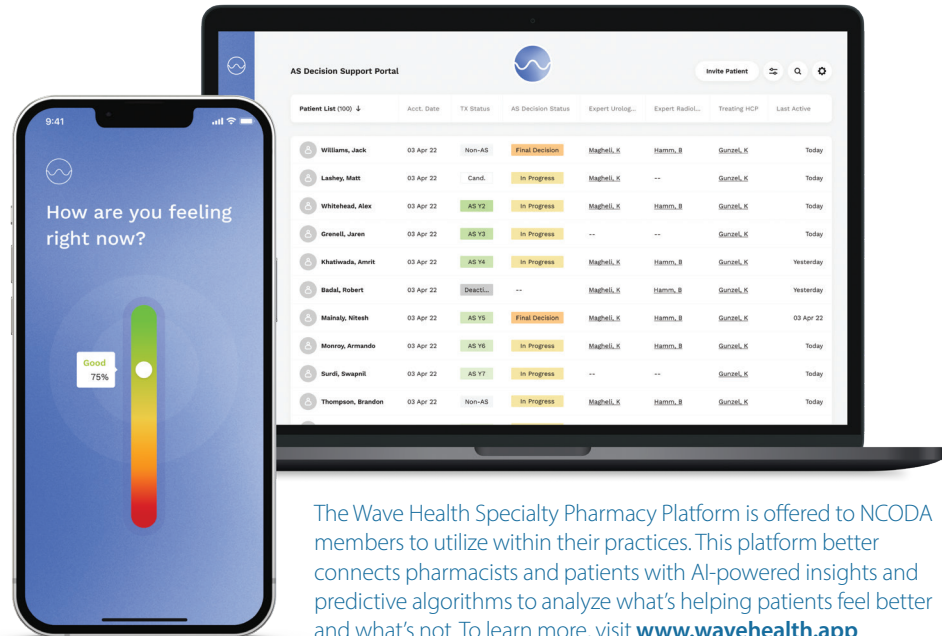 9:41
How are you feeling
right now?
Good
75%
AS Decision Support Portal
Invite Patient
Patient List (100) ↓ Acct. Date TX Status AS Decision Status Expert Urolog... Expert Radiol... Treating HCP Last Active
Williams, Jack 03 Apr 22 Non-AS Final Decision Magheli, K Hamm, B Gunzel, K Today
Lashey, Matt 03 Apr 22 Cand. In Progress Magheli, K -- Gunzel, K Today
Whitehead, Alex 03 Apr 22 AS Y2 In Progress Magheli, K Hamm, B Gunzel, K Today
Grenell, Jaren 03 Apr 22 AS Y3 In Progress -- -- Gunzel, K Today
Khatiwada, Amrit 03 Apr 22 AS Y4 In Progress Magheli, K Hamm, B Gunzel, K Yesterday
Badal, Robert 03 Apr 22 Deacti... -- Magheli, K Hamm, B Gunzel, K Yesterday
Mainaly, Nitesh 03 Apr 22 AS Y5 Final Decision Magheli, K Hamm, B Gunzel, K 03 Apr 22
Monroy, Armando 03 Apr 22 AS Y6 In Progress Magheli, K Hamm, B Gunzel, K Today
Surdi, Swapnil 03 Apr 22 AS Y7 In Progress -- -- Gunzel, K Today
Thompson, Brandon 03 Apr 22 Non-AS In Progress Magheli, K Hamm, B Gunzel, K Today
The Wave Health Specialty Pharmacy Platform is offered to NCODA
members to utilize within their practices. This platform better
connects pharmacists and patients with AI-powered insights and
predictive algorithms to analyze what's helping patients feel better
and what's not. To learn more, visit www.wavehealth.app